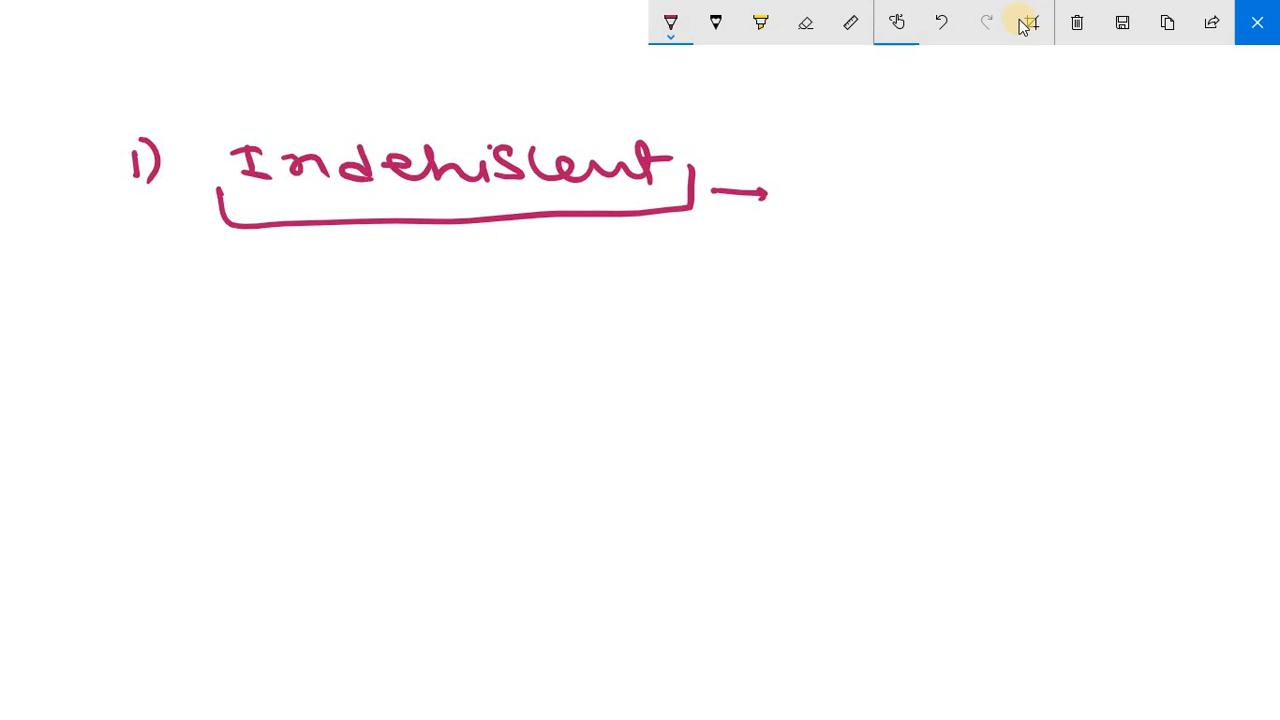 1) Indehiscent →